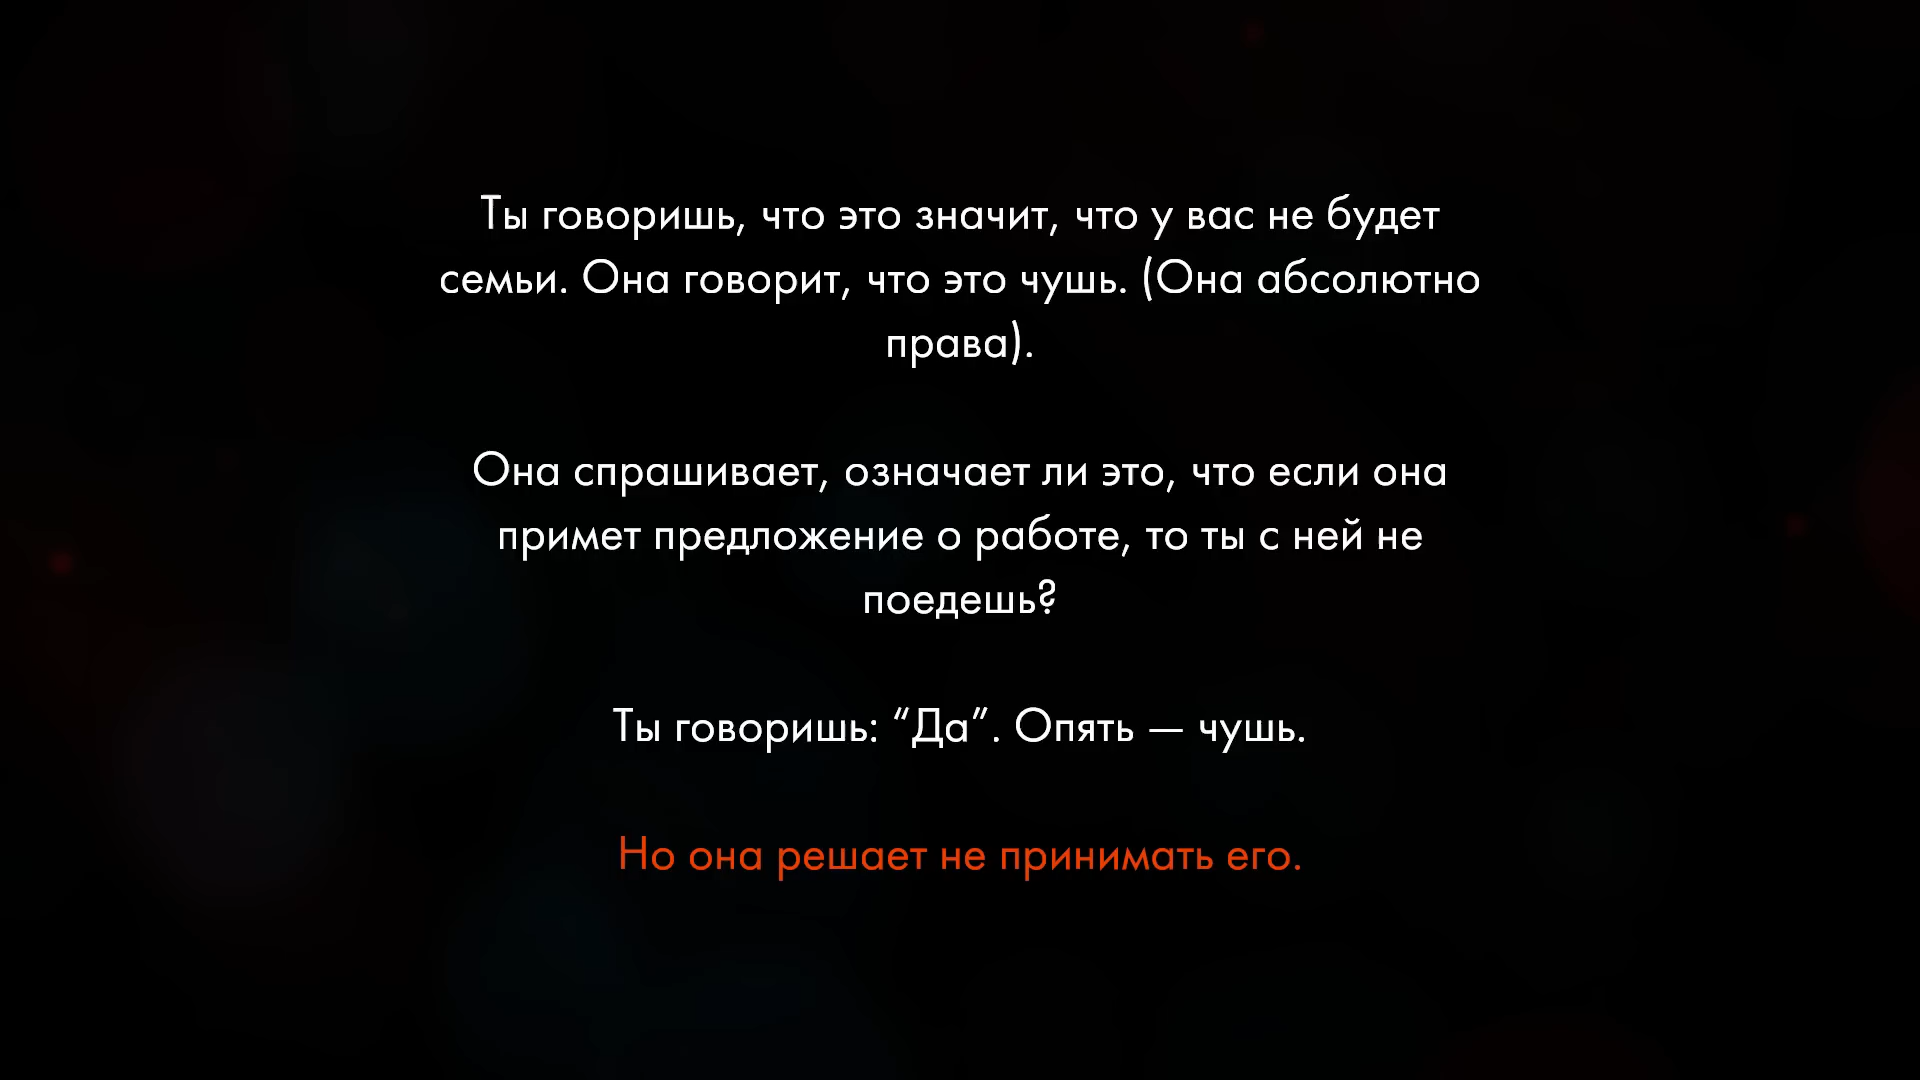 Ты говоришь, что это значит, что у вас не будет
семьи. Она говорит, что это чушь. (Она абсолютно
права).
Она спрашивает, означает ли это, что если она
примет предложение о работе, то ты с ней не
поедешь?
Ты говоришь: “Да”. Опять — чушь.
Но она решает не принимать его.